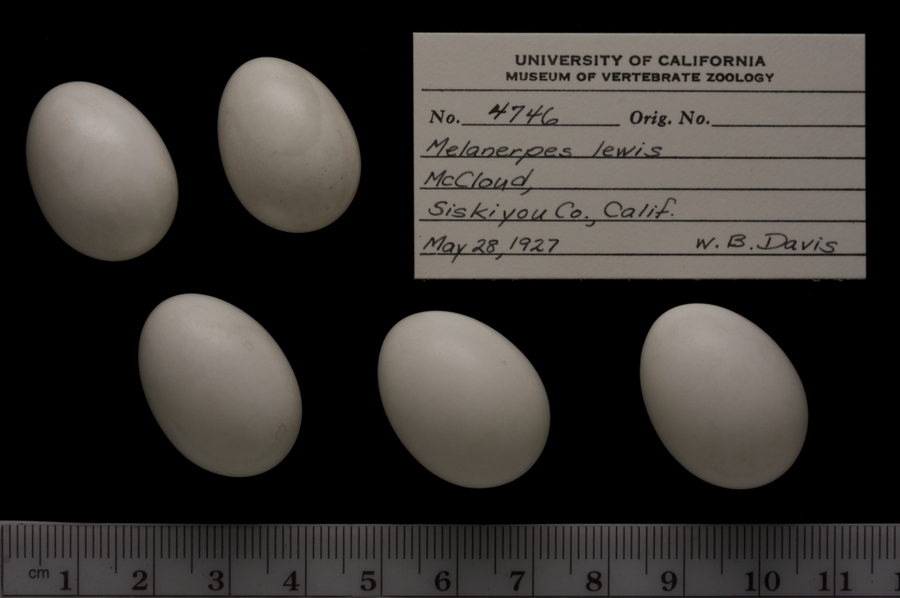 UNIVERSITY OF CALIFORNIA
MUSEUM OF VERTEBRATE ZOOLOGY
No. 4746 Orig. No.
Melanerpes lewis
McCloud,
Siskiyou Co., Calif.
May 28, 1927 W. B. Davis
cm 1 2 3 4 5 6 7 8 9 10 11